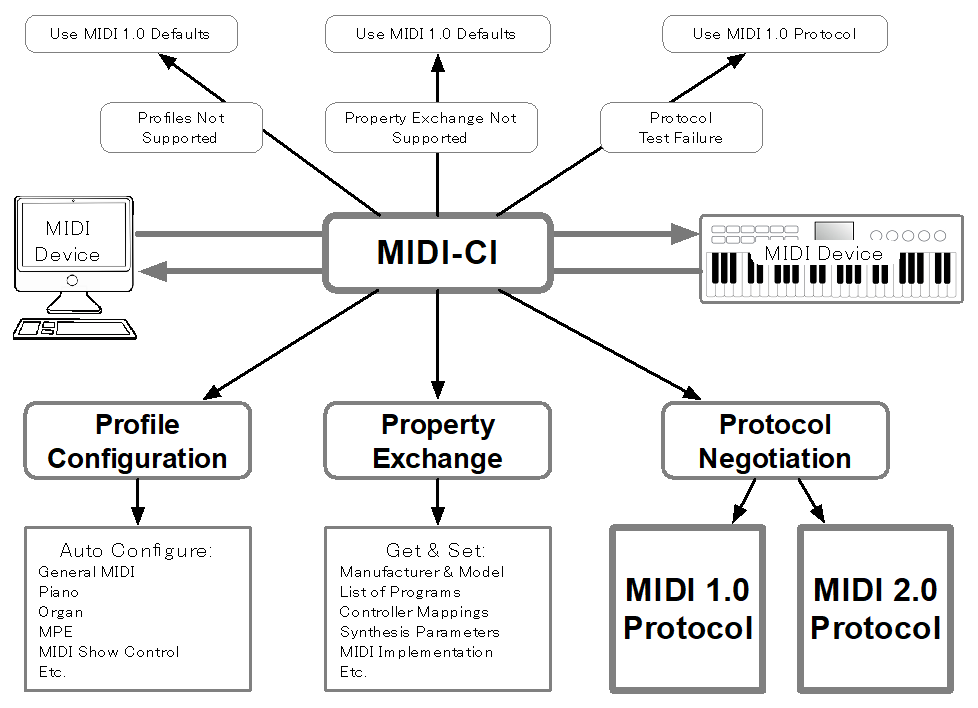 Use MIDI 1.0 Defaults
Use MIDI 1.0 Defaults
Use MIDI 1.0 Protocol
Profiles Not
Supported
Property Exchange Not
Supported
Protocol
Test Failure
MIDI
Device
MIDI-CI
MIDI Device
Profile
Configuration
Property
Exchange
Protocol
Negotiation
Auto Configure:
General MIDI
Piano
Organ
MPE
MIDI Show Control
Etc.
Get & Set:
Manufacturer & Model
List of Programs
Controller Mappings
Synthesis Parameters
MIDI Implementation
Etc.
MIDI 1.0
Protocol
MIDI 2.0
Protocol